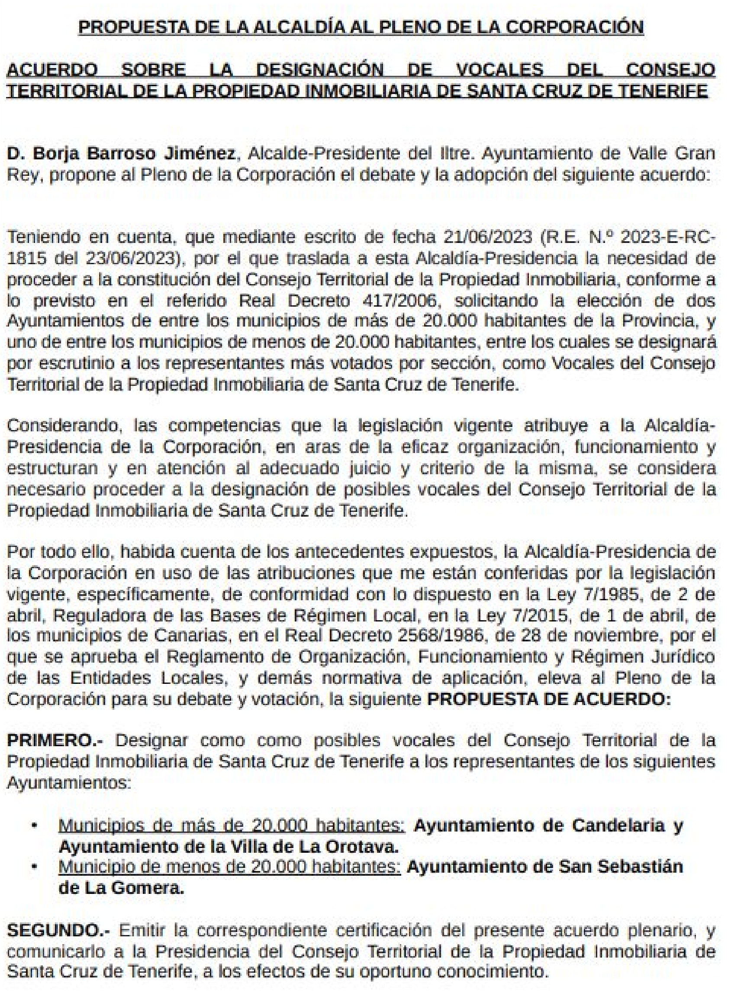 PROPUESTA DE LA ALCALDÍA AL PLENO DE LA CORPORACIÓN
ACUERDO SOBRE LA DESIGNACIÓN DE VOCALES DEL CONSEJO
TERRITORIAL DE LA PROPIEDAD INMOBILIARIA DE SANTA CRUZ DE TENERIFE
D. Borja Barroso Jiménez, Alcalde-Presidente del Iltre. Ayuntamiento de Valle Gran
Rey, propone al Pleno de la Corporación el debate y la adopción del siguiente acuerdo:
Teniendo en cuenta, que mediante escrito de fecha 21/06/2023 (R.E. N.º 2023-E-RC-
1815 del 23/06/2023), por el que traslada a esta Alcaldía-Presidencia la necesidad de
proceder a la constitución del Consejo Territorial de la Propiedad Inmobiliaria, conforme a
lo previsto en el referido Real Decreto 417/2006, solicitando la elección de dos
Ayuntamientos de entre los municipios de más de 20.000 habitantes de la Provincia, y
uno de entre los municipios de menos de 20.000 habitantes, entre los cuales se designará
por escrutinio a los representantes más votados por sección, como Vocales del Consejo
Territorial de la Propiedad Inmobiliaria de Santa Cruz de Tenerife.
Considerando, las competencias que la legislación vigente atribuye a la Alcaldía-
Presidencia de la Corporación, en aras de la eficaz organización, funcionamiento y
estructuran y en atención al adecuado juicio y criterio de la misma, se considera
necesario proceder a la designación de posibles vocales del Consejo Territorial de la
Propiedad Inmobiliaria de Santa Cruz de Tenerife.
Por todo ello, habida cuenta de los antecedentes expuestos, la Alcaldía-Presidencia de
la Corporación en uso de las atribuciones que me están conferidas por la legislación
vigente, específicamente, de conformidad con lo dispuesto en la Ley 7/1985, de 2 de
abril, Reguladora de las Bases de Régimen Local, en la Ley 7/2015, de 1 de abril, de
los municipios de Canarias, en el Real Decreto 2568/1986, de 28 de noviembre, por el
que se aprueba el Reglamento de Organización, Funcionamiento y Régimen Jurídico
de las Entidades Locales, y demás normativa de aplicación, eleva al Pleno de la
Corporación para su debate y votación, la siguiente PROPUESTA DE ACUERDO:
PRIMERO.- Designar como como posibles vocales del Consejo Territorial de la
Propiedad Inmobiliaria de Santa Cruz de Tenerife a los representantes de los siguientes
Ayuntamientos:
• Municipios de más de 20.000 habitantes: Ayuntamiento de Candelaria y
Ayuntamiento de la Villa de La Orotava.
• Municipio de menos de 20.000 habitantes: Ayuntamiento de San Sebastián
de La Gomera.
SEGUNDO.- Emitir la correspondiente certificación del presente acuerdo plenario, y
comunicarlo a la Presidencia del Consejo Territorial de la Propiedad Inmobiliaria de
Santa Cruz de Tenerife, a los efectos de su oportuno conocimiento.